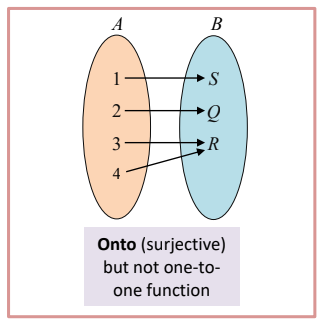 A B
1 S
2 Q
3 R
4
Onto (surjective)
but not one-to-
one function